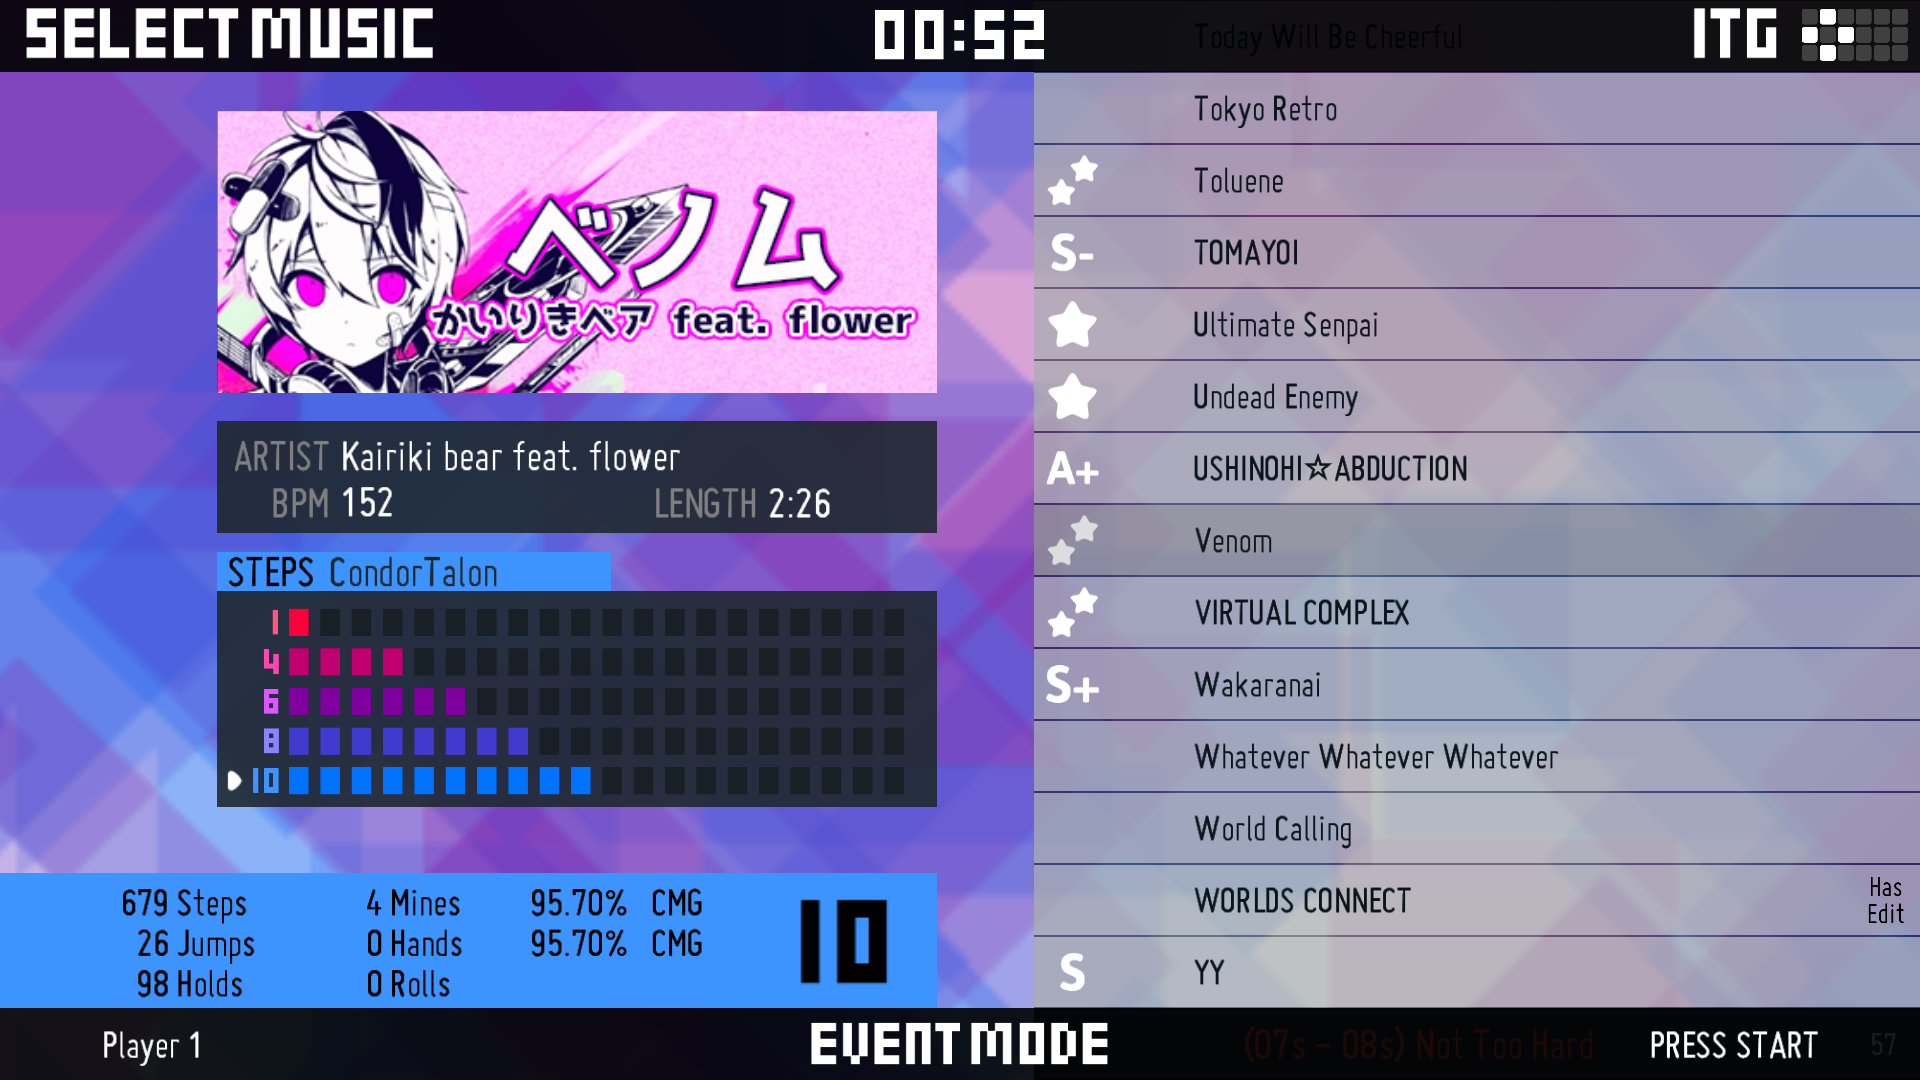 SELECT MUSIC
00:52
ITG
ベノム
かいりきベア feat. flower
ARTIST Kairiki bear feat. flower
BPM 152 LENGTH 2:26
STEPS CondorTalon
1
4
6
8
10
679 Steps 4 Mines 95.70% CMG
26 Jumps 0 Hands 95.70% CMG
98 Holds 0 Rolls
10
Today Will Be Cheerful
Tokyo Retro
Toluene
S- TOMAYOI
Ultimate Senpai
Undead Enemy
A+ USHINOHI☆ABDUCTION
Venom
VIRTUAL COMPLEX
S+ Wakaranai
Whatever Whatever Whatever
World Calling
WORLDS CONNECT
Has
Edit
S YY
(07s - 08s) Not Too Hard
57
Player 1
EVENT MODE
PRESS START